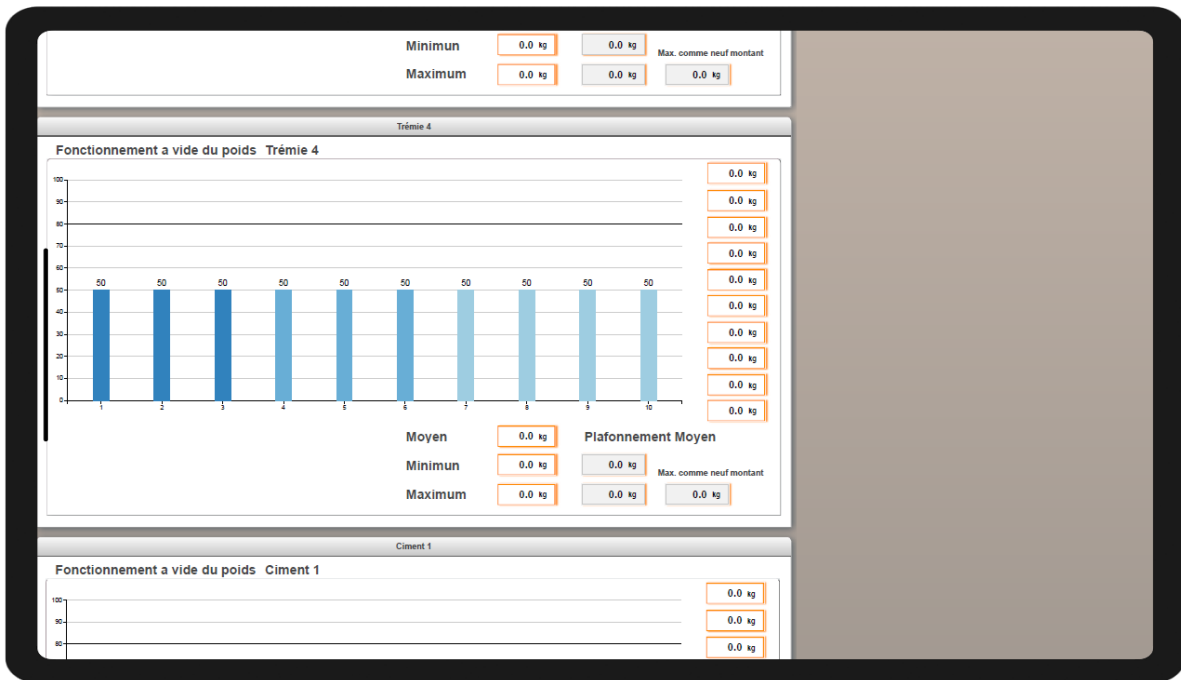 Minimun 0.0 kg 0.0 kg Max. comme neuf montant
Maximum 0.0 kg 0.0 kg 0.0 kg
Trémie 4
Fonctionnement a vide du poids Trémie 4
0.0 kg
100
90
0.0 kg
80
0.0 kg
70
0.0 kg
60
50 50 50 50 50 50 50 50 50 50
0.0 kg
50
0.0 kg
40
0.0 kg
30
0.0 kg
20
0.0 kg
10
0
0.0 kg
1 2 3 4 5 6 7 8 9 10
Moyen 0.0 kg Plafonnement Moyen
Minimun 0.0 kg 0.0 kg Max. comme neuf montant
Maximum 0.0 kg 0.0 kg 0.0 kg
Ciment 1
Fonctionnement a vide du poids Ciment 1
0.0 kg
100
90
0.0 kg
80
0.0 kg